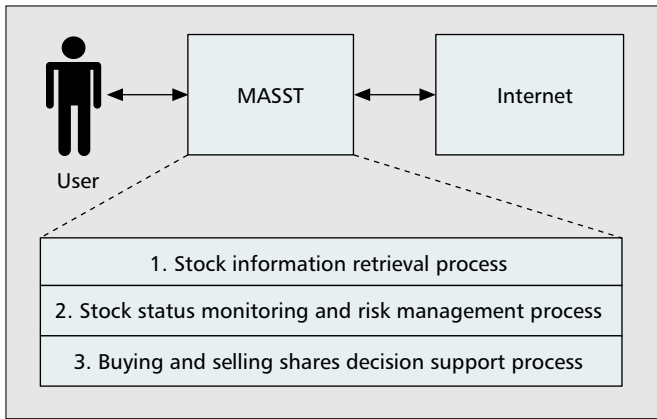 MASST
Internet
User
1. Stock information retrieval process
2. Stock status monitoring and risk management process
3. Buying and selling shares decision support process